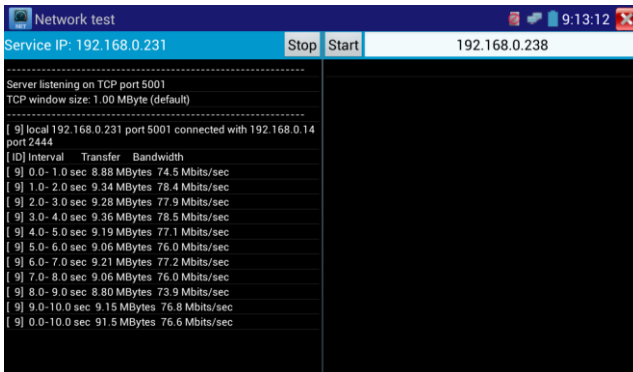 Network test
9:13:12
Service IP: 192.168.0.231
Stop
Start
192.168.0.238
------------------------------------------------------------
Server listening on TCP port 5001
TCP window size: 1.00 MByte (default)
------------------------------------------------------------
[ 9] local 192.168.0.231 port 5001 connected with 192.168.0.14
port 2444
[ ID] Interval Transfer Bandwidth
[ 9] 0.0- 1.0 sec 8.88 MBytes 74.5 Mbits/sec
[ 9] 1.0- 2.0 sec 9.34 MBytes 78.4 Mbits/sec
[ 9] 2.0- 3.0 sec 9.28 MBytes 77.9 Mbits/sec
[ 9] 3.0- 4.0 sec 9.36 MBytes 78.5 Mbits/sec
[ 9] 4.0- 5.0 sec 9.19 MBytes 77.1 Mbits/sec
[ 9] 5.0- 6.0 sec 9.06 MBytes 76.0 Mbits/sec
[ 9] 6.0- 7.0 sec 9.21 MBytes 77.2 Mbits/sec
[ 9] 7.0- 8.0 sec 9.06 MBytes 76.0 Mbits/sec
[ 9] 8.0- 9.0 sec 8.80 MBytes 73.9 Mbits/sec
[ 9] 9.0-10.0 sec 9.15 MBytes 76.8 Mbits/sec
[ 9] 0.0-10.0 sec 91.5 MBytes 76.6 Mbits/sec